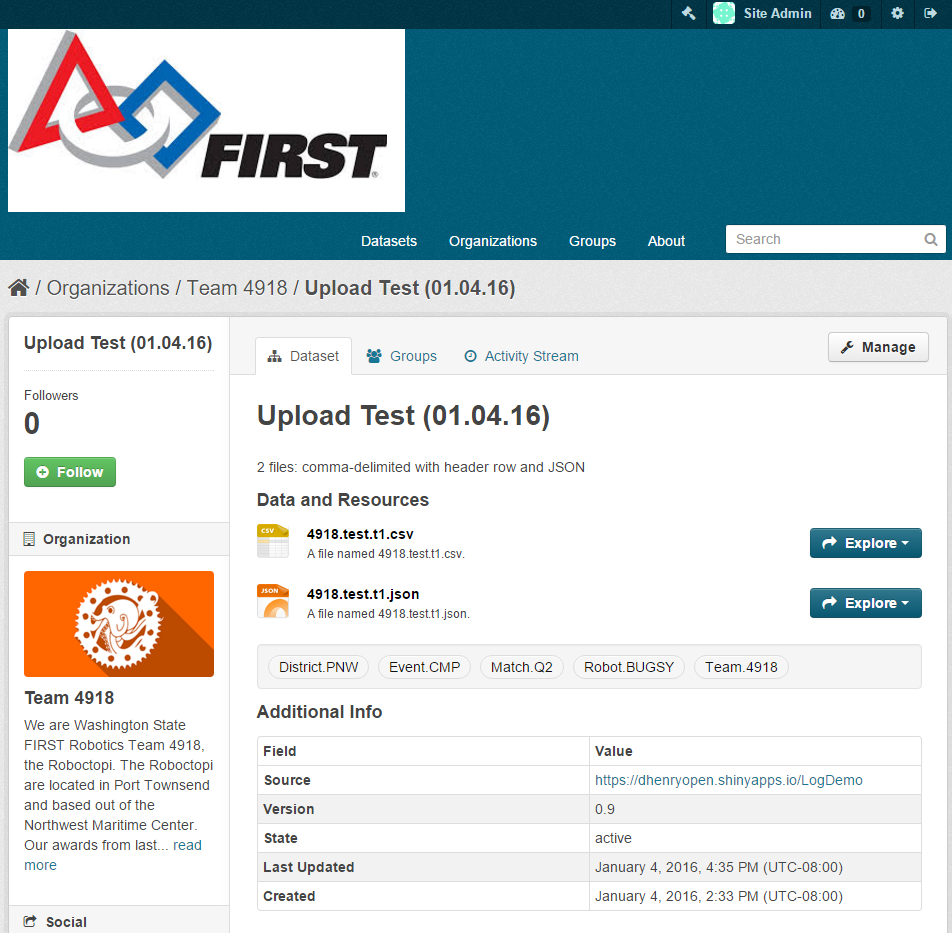 Site Admin 0
FIRST
Datasets Organizations Groups About Search
/ Organizations / Team 4918 / Upload Test (01.04.16)
Upload Test (01.04.16)
Followers
0
Follow
Organization
Team 4918
We are Washington State
FIRST Robotics Team 4918,
the Roboctopi. The Roboctopi
are located in Port Townsend
and based out of the
Northwest Maritime Center.
Our awards from last... read
more
Social
Dataset Groups Activity Stream Manage
Upload Test (01.04.16)
2 files: comma-delimited with header row and JSON
Data and Resources
CSV
4918.test.t1.csv
A file named 4918.test.t1.csv.
Explore
JSON
4918.test.t1.json
A file named 4918.test.t1.json.
Explore
District.PNW Event.CMP Match.Q2 Robot.BUGSY Team.4918
Additional Info
Field Value
Source https://dhenryopen.shinyapps.io/LogDemo
Version 0.9
State active
Last Updated January 4, 2016, 4:35 PM (UTC-08:00)
Created January 4, 2016, 2:33 PM (UTC-08:00)